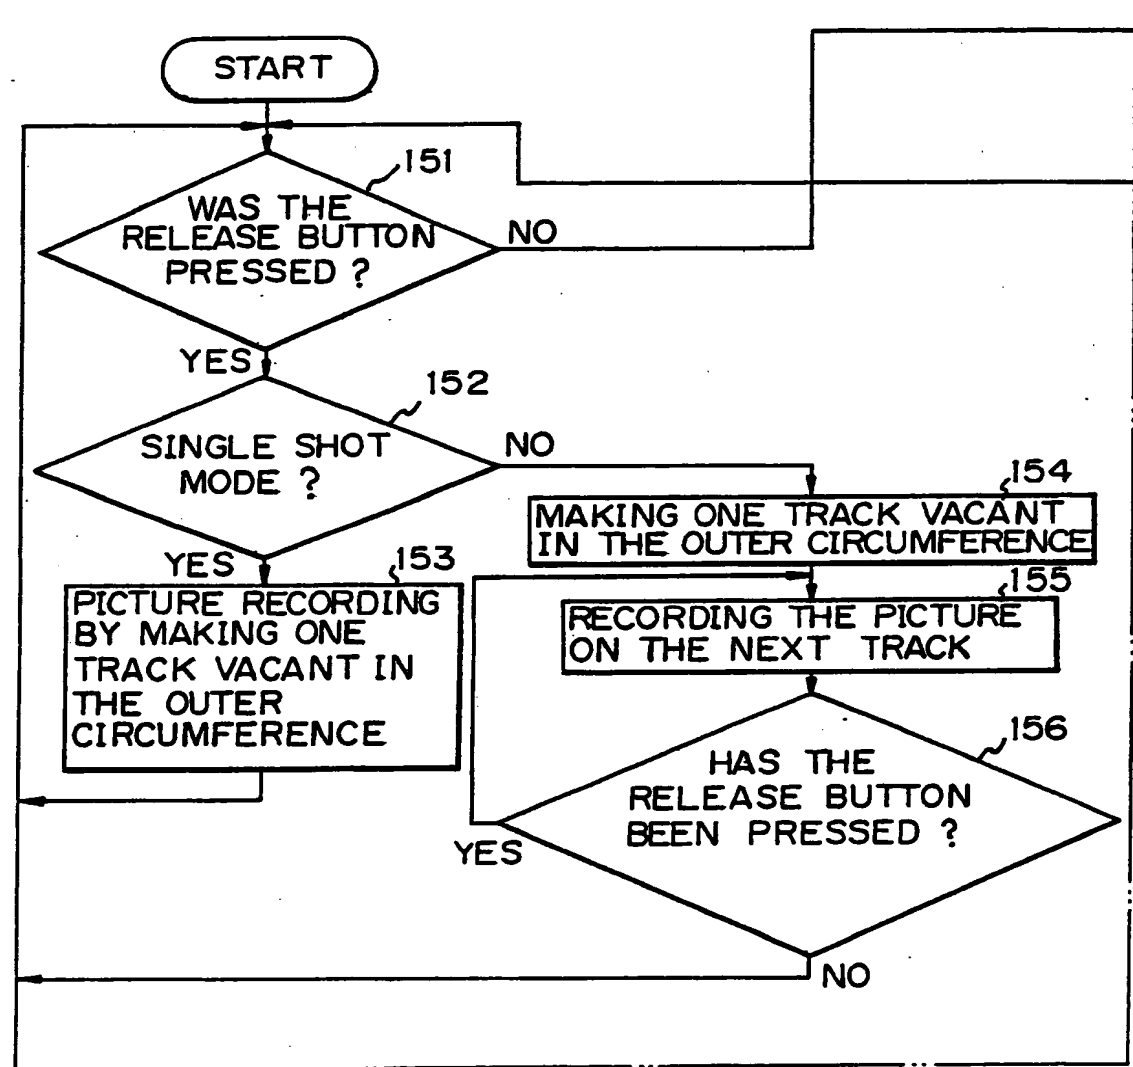 START
151
WAS THE
RELEASE BUTTON
PRESSED ?
NO
YES
152
SINGLE SHOT
MODE ?
NO
YES
153
PICTURE RECORDING
BY MAKING ONE
TRACK VACANT IN
THE OUTER
CIRCUMFERENCE
154
MAKING ONE TRACK VACANT
IN THE OUTER CIRCUMFERENCE
155
RECORDING THE PICTURE
ON THE NEXT TRACK
156
HAS THE
RELEASE BUTTON
BEEN PRESSED ?
YES
NO